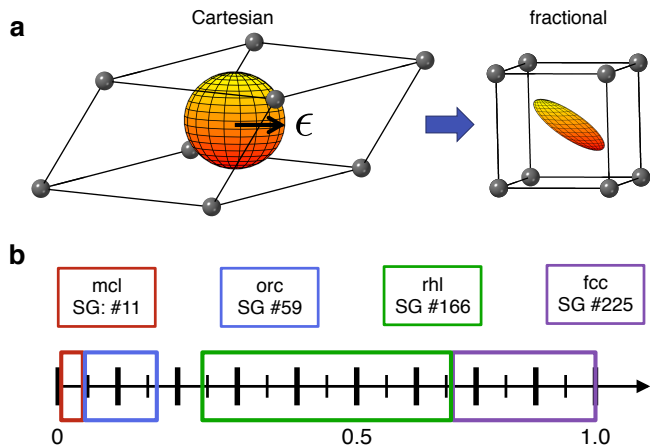 a
Cartesian
fractional
ϵ
b
mcl
SG: #11
orc
SG #59
rhl
SG #166
fcc
SG #225
0
0.5
1.0